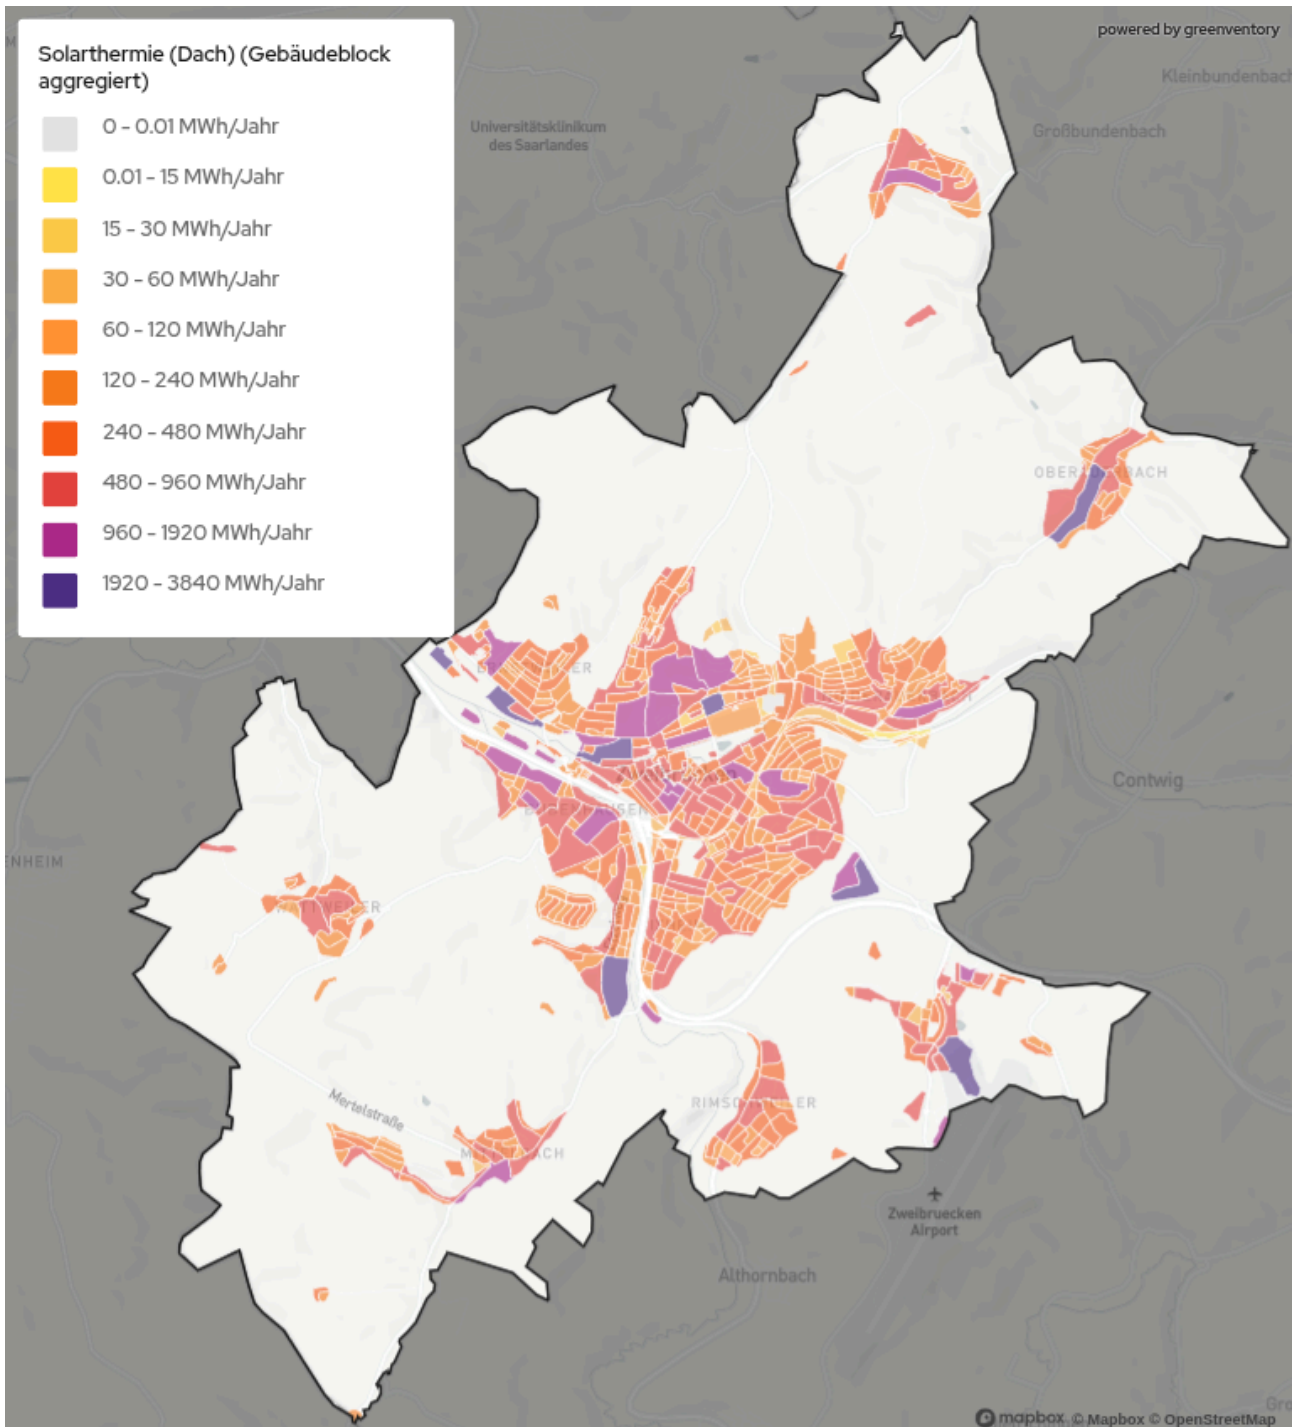 powered by greenventory
Solarthermie (Dach) (Gebäudeblock
aggregiert)
0 - 0.01 MWh/Jahr
0.01 - 15 MWh/Jahr
15 - 30 MWh/Jahr
30 - 60 MWh/Jahr
60 - 120 MWh/Jahr
120 - 240 MWh/Jahr
240 - 480 MWh/Jahr
480 - 960 MWh/Jahr
960 - 1920 MWh/Jahr
1920 - 3840 MWh/Jahr
Kleinbundenbach
Universitätsklinikum
des Saarlandes
Großbundenbach
Contwig
ENHEIM
Mertelstraße
Zweibruecken
Airport
Althornbach
Gro
mapbox © Mapbox © OpenStreetMap